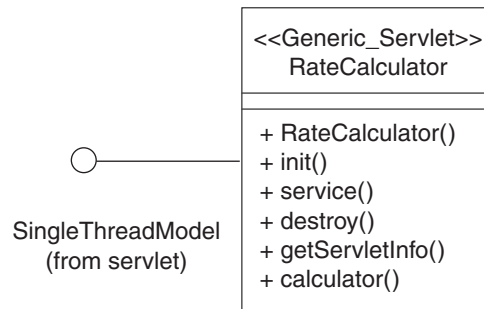 <<Generic_Servlet>>
RateCalculator
+ RateCalculator()
+ init()
+ service()
+ destroy()
+ getServletInfo()
+ calculator()
SingleThreadModel
(from servlet)